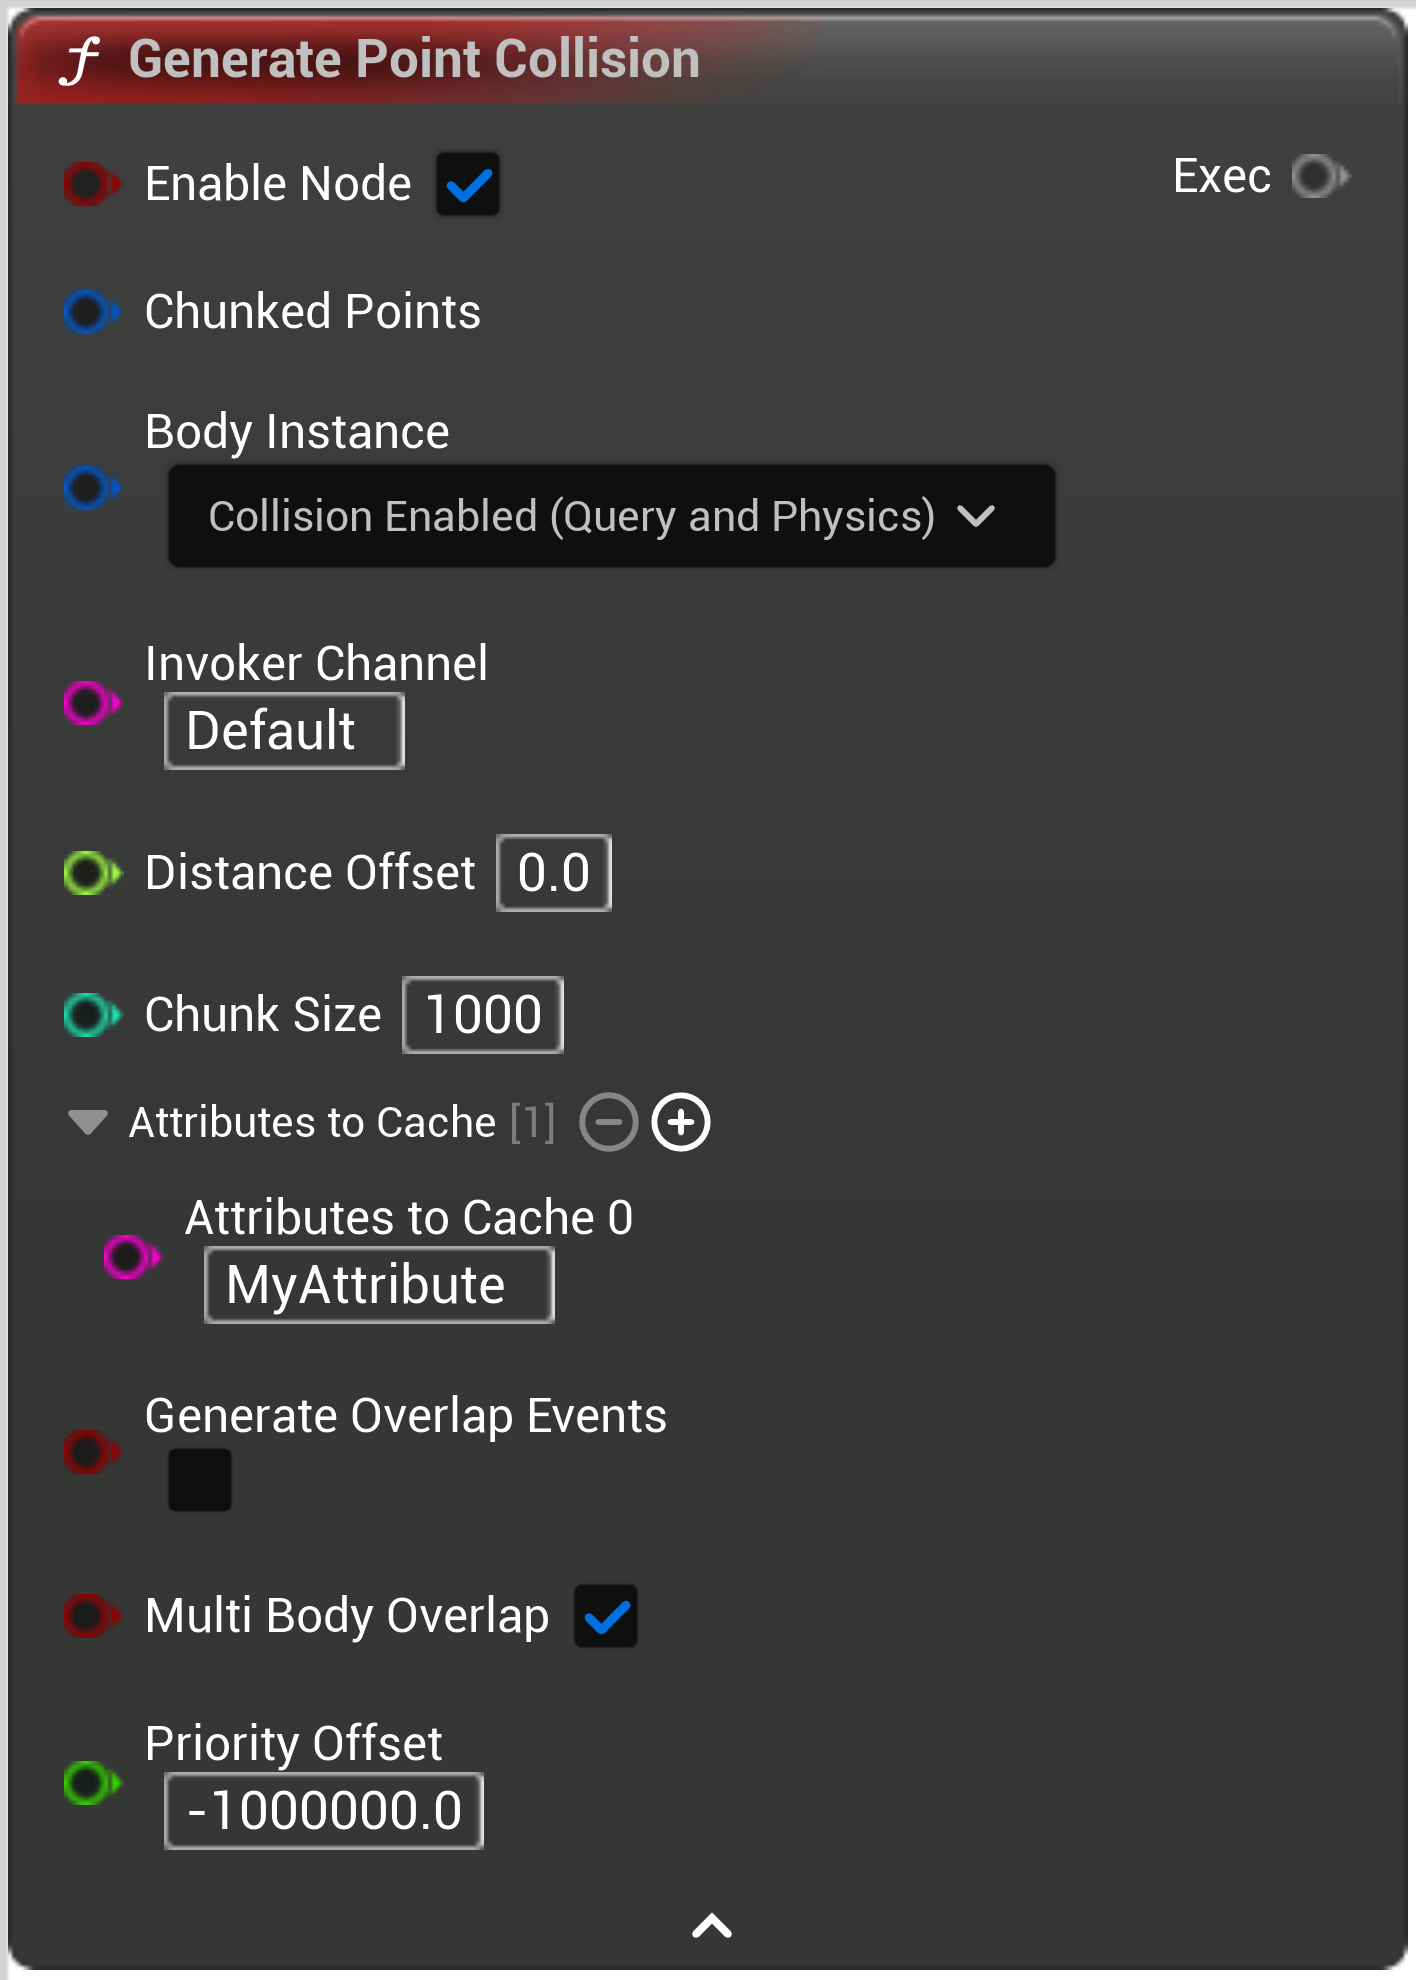 f Generate Point Collision
Enable Node
Exec
Chunked Points
Body Instance
Collision Enabled (Query and Physics)
Invoker Channel
Default
Distance Offset 0.0
Chunk Size 1000
Attributes to Cache [1]
Attributes to Cache 0
MyAttribute
Generate Overlap Events
Multi Body Overlap
Priority Offset
-1000000.0